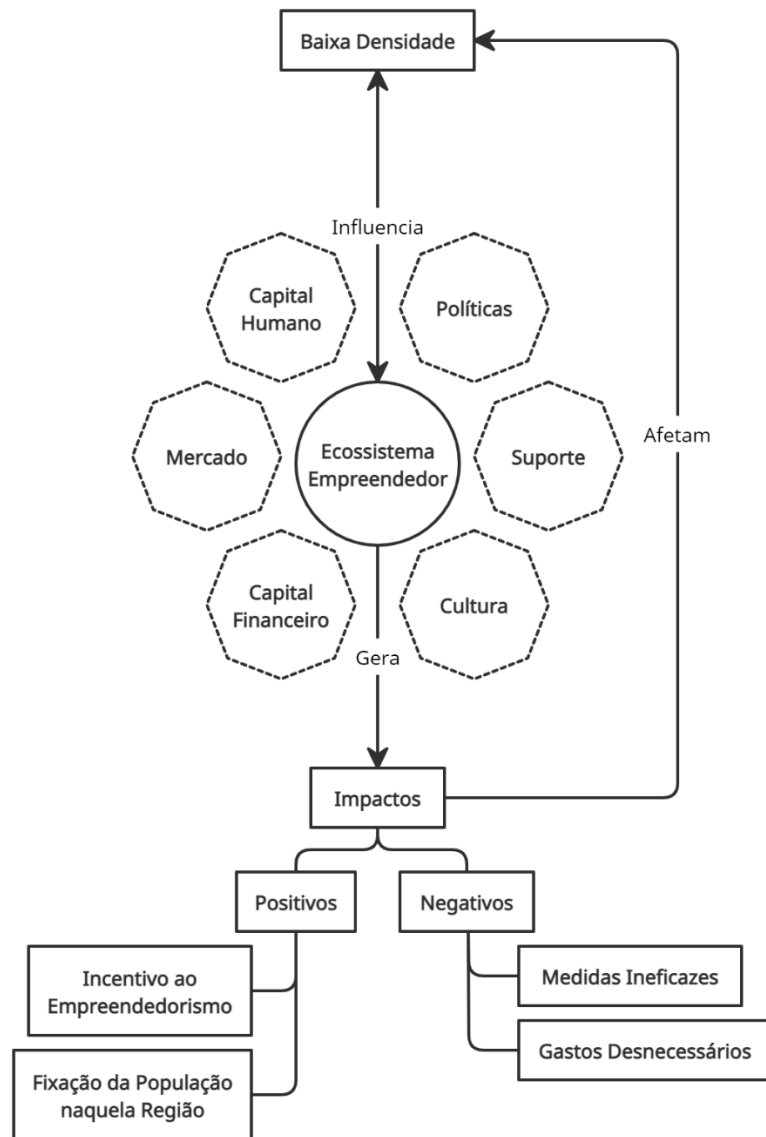 Baixa Densidade
Influencia
Capital
Humano
Políticas
Mercado
Ecossistema
Empreendedor
Suporte
Afetam
Capital
Financeiro
Cultura
Gera
Impactos
Positivos
Negativos
Incentivo ao
Empreendedorismo
Medidas Ineficazes
Fixação da População
naquela Região
Gastos Desnecessários